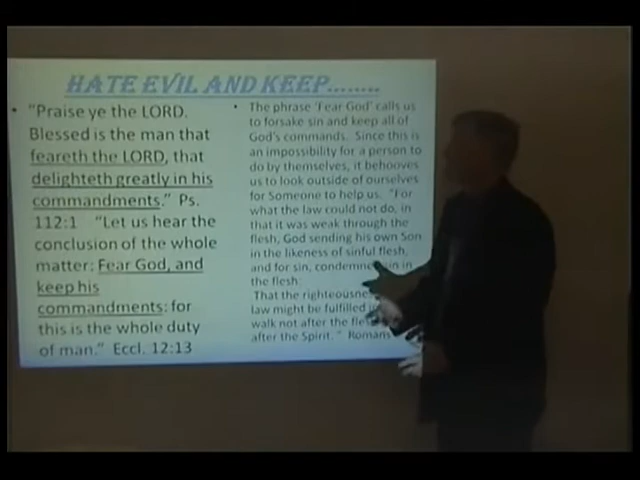 HATE EVIL AND KEEP........
• "Praise ye the LORD.
Blessed is the man that
feareth the LORD, that
delighteth greatly in his
commandments." Ps.
112:1 "Let us hear the
conclusion of the whole
matter: Fear God, and
keep his
commandments: for
this is the whole duty
of man." Eccl. 12:13
• The phrase 'Fear God' calls us
to forsake sin and keep all of
God's commands. Since this is
an impossibility for a person to
do by themselves, it behooves
us to look outside of ourselves
for Someone to help us. "For
what the law could not do, in
that it was weak through the
flesh, God sending his own Son
in the likeness of sinful flesh,
and for sin, condemned sin in
the flesh
That the righteousne
law might be fulfilled
walk not after the fle
after the Spirit." Romans